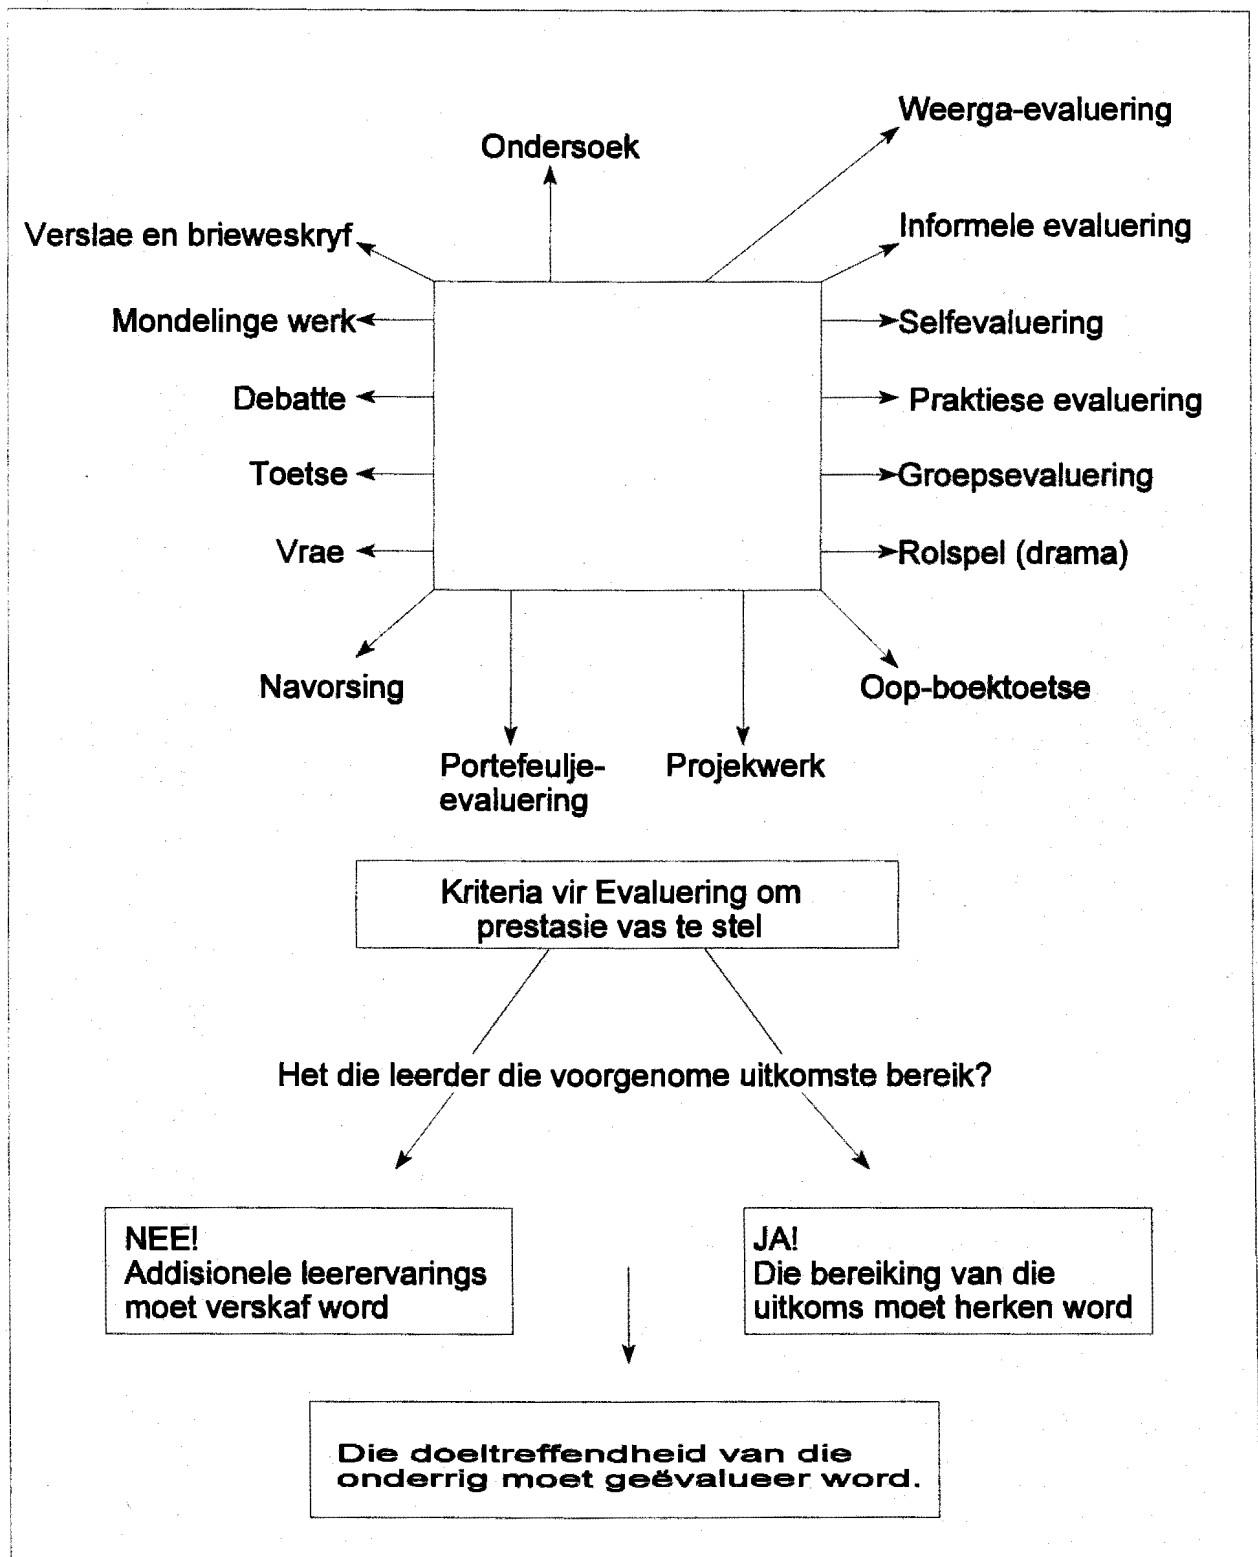 Weerga-evaluering
Ondersoek
Verslae en brieweskryf
Informele evaluering
Mondelinge werk
Selfevaluering
Debatte
Praktiese evaluering
Toetse
Groepsevaluering
Vrae
Rolspel (drama)
Navorsing
Oop-boektoetse
Portefeulje-
evaluering
Projekwerk
Kriteria vir Evaluering om
prestasie vas te stel
Het die leerder die voorgenome uitkomste bereik?
NEE!
Addisionele leerervarings
moet verskaf word
JA!
Die bereiking van die
uitkoms moet herken word
Die doeltreffendheid van die
onderrig moet geëvalueer word.